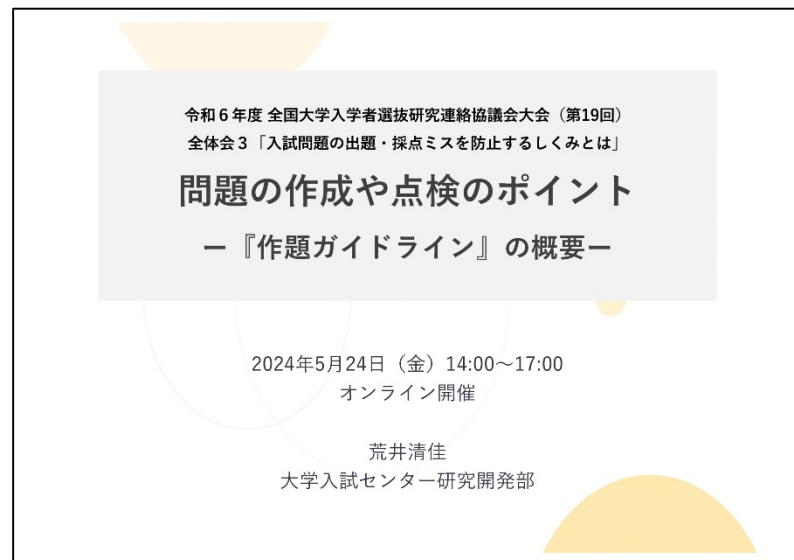 令和６年度 全国大学入学者選抜研究連絡協議会大会（第19回）
全体会３「入試問題の出題・採点ミスを防止するしくみとは」
問題の作成や点検のポイント
ー『作題ガイドライン』の概要ー
2024年5月24日（金）14:00～17:00
オンライン開催
荒井清佳
大学入試センター研究開発部